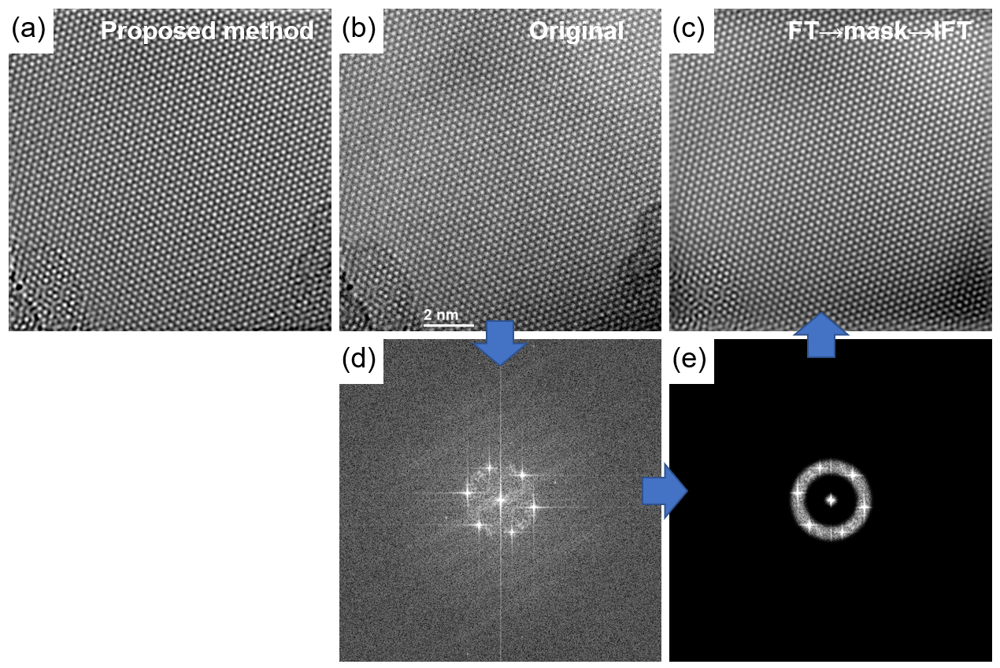 (a) Proposed method
(b) Original
(c) FT→mask→IFT
2 nm
(d)
(e)